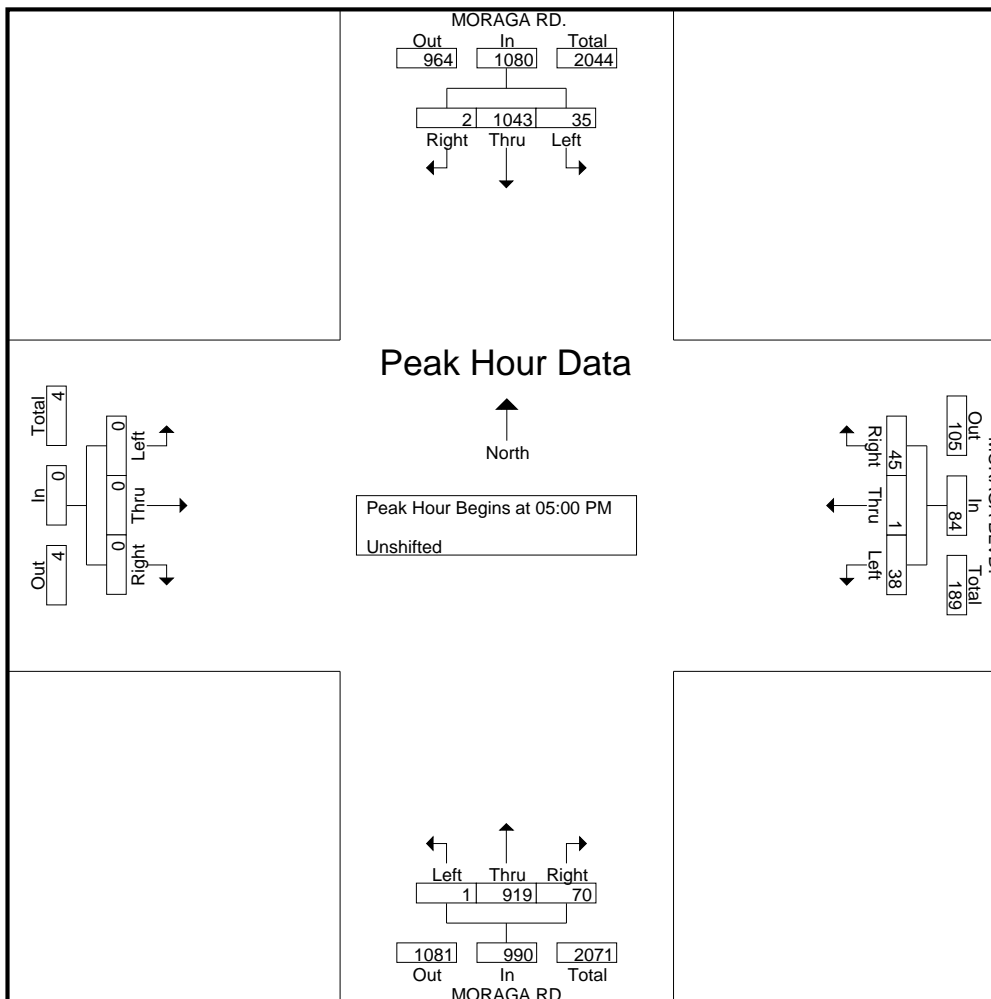 MORAGA RD.
Out In Total
964 1080 2044
2 1043 35
Right Thru Left
Peak Hour Data
North
Peak Hour Begins at 05:00 PM
Unshifted
Total In Out
4 0 4
0 0 0
Left Thru Right
Out In Total
105 84 189
45 1 38
Right Thru Left
Left Thru Right
1 919 70
1081 990 2071
Out In Total
MORAGA RD